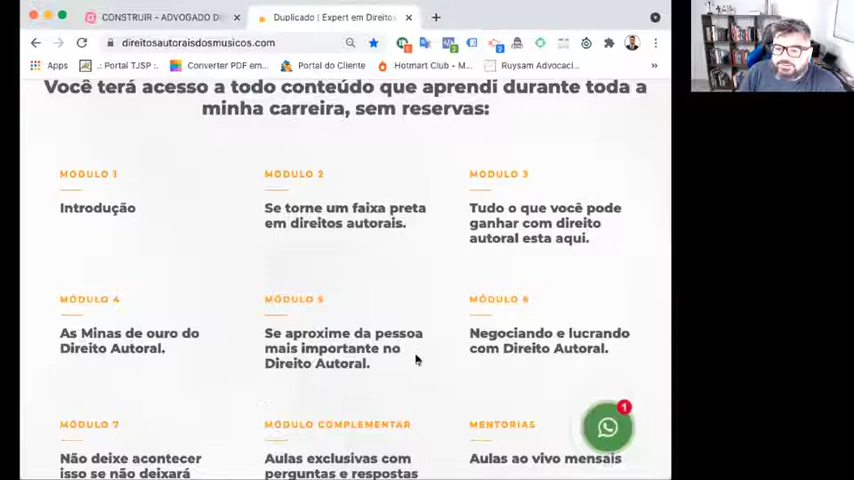 CONSTRUIR - ADVOGADO DI
Duplicado ( Expert em Direitos
direitosautoraisdosmusicos.com
Apps
.: Portal TJSP .:
Converter PDF em...
Portal do Cliente
Hotmart Club - M...
Ruysam Advocaci...
Você terá acesso a todo conteúdo que aprendi durante toda a
minha carreira, sem reservas:
MÓDULO 1
Introdução
MÓDULO 2
Se torne um faixa preta
em direitos autorais.
MÓDULO 3
Tudo o que você pode
ganhar com direito
autoral esta aqui.
MÓDULO 4
As Minas de ouro do
Direito Autoral.
MÓDULO 5
Se aproxime da pessoa
mais importante no
Direito Autoral.
MÓDULO 6
Negociando e lucrando
com Direito Autoral.
MÓDULO 7
Não deixe acontecer
isso se não deixará
MÓDULO COMPLEMENTAR
Aulas exclusivas com
perguntas e respostas
MENTORIAS
Aulas ao vivo mensais
1